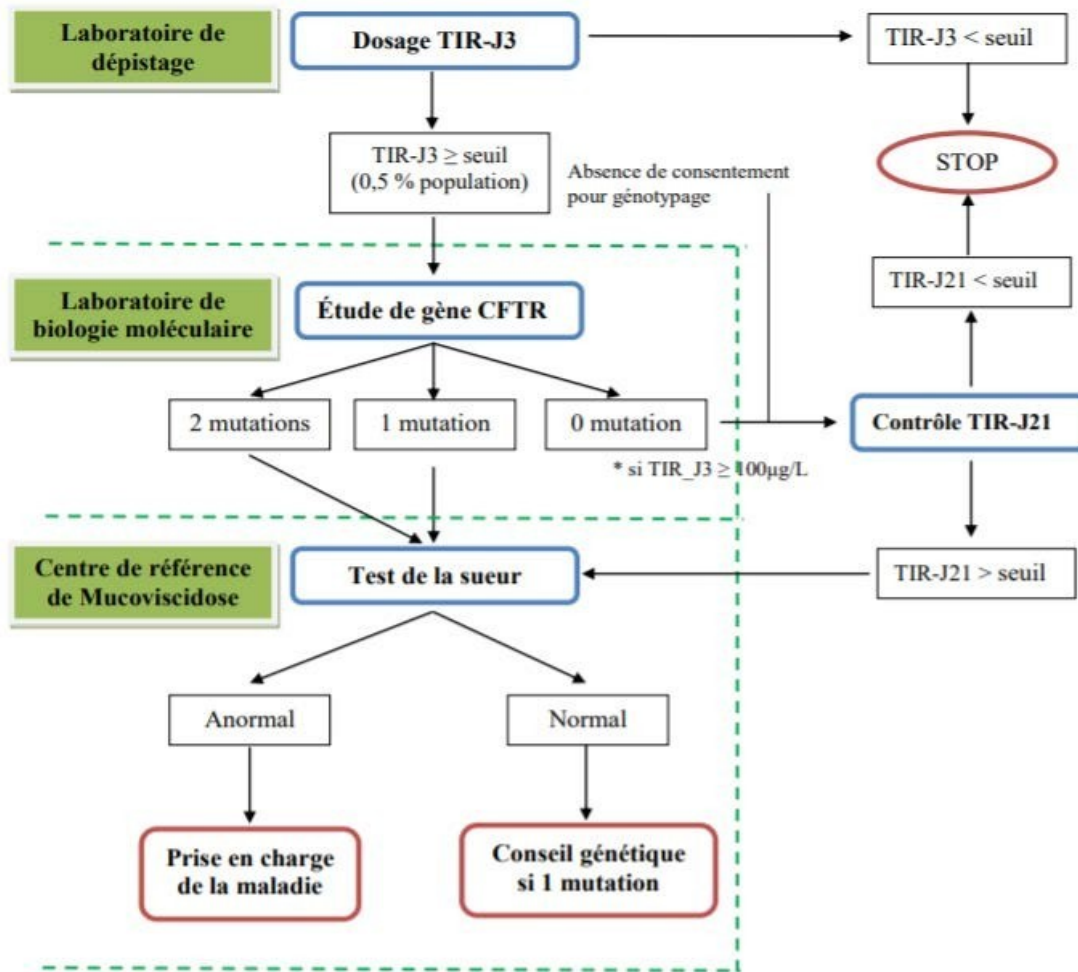 Laboratoire de
dépistage
Dosage TIR-J3
TIR-J3 < seuil
TIR-J3 ≥ seuil
(0,5 % population)
Absence de consentement
pour génotypage
STOP
Laboratoire de
biologie moléculaire
Étude de gène CFTR
TIR-J21 < seuil
2 mutations
1 mutation
0 mutation
Contrôle TIR-J21
* si TIR_J3 ≥ 100µg/L
Centre de référence
de Mucoviscidose
Test de la sueur
TIR-J21 > seuil
Anormal
Normal
Prise en charge
de la maladie
Conseil génétique
si 1 mutation